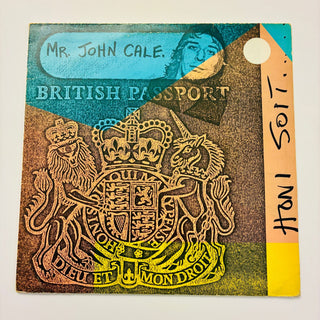 MR. JOHN CALE.
BRITISH PASSPORT
HONI SOIT...
DIEU ET MON DROIT